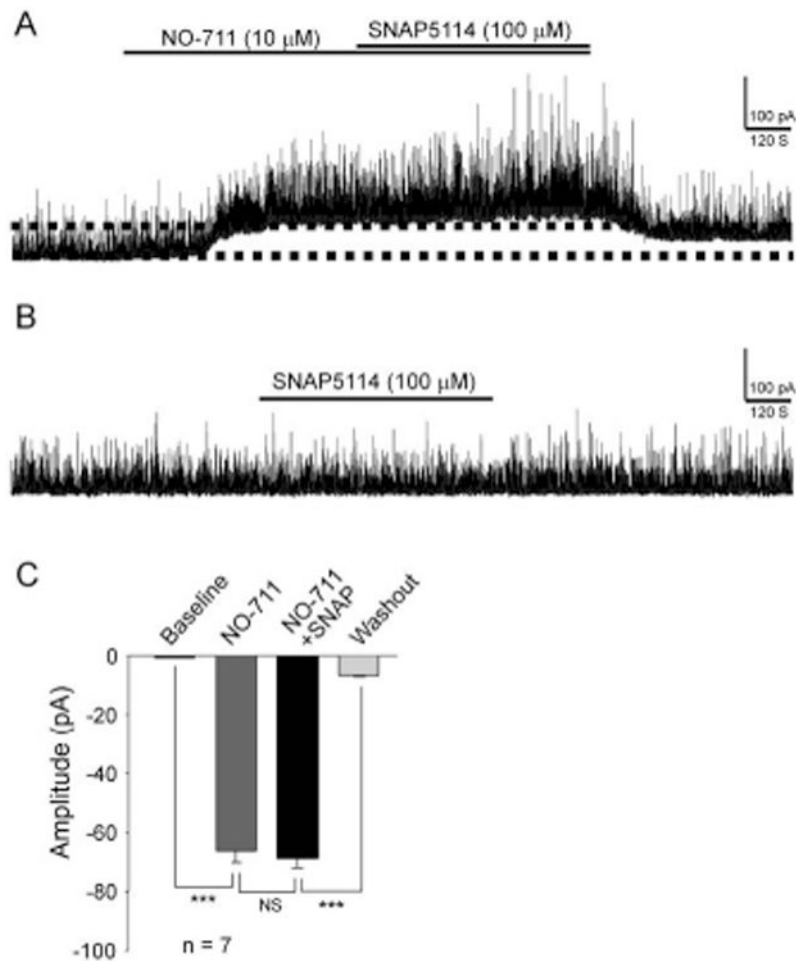 A
NO-711 (10 μM)
SNAP5114 (100 μM)
100 pA
120 S
B
SNAP5114 (100 μM)
100 pA
120 S
C
Baseline
NO-711
NO-711
+SNAP
Washout
Amplitude (pA)
0
-20
-40
-60
-80
-100
***
NS
***
n = 7